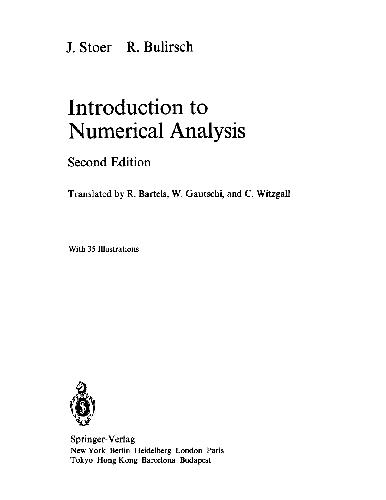 J. Stoer R. Bulirsch
Introduction to
Numerical Analysis
Second Edition
Translated by R. Bartels, W. Gautschi, and C. Witzgall
With 35 Illustrations
Springer-Verlag
New York Berlin Heidelberg London Paris
Tokyo Hong Kong Barcelona Budapest